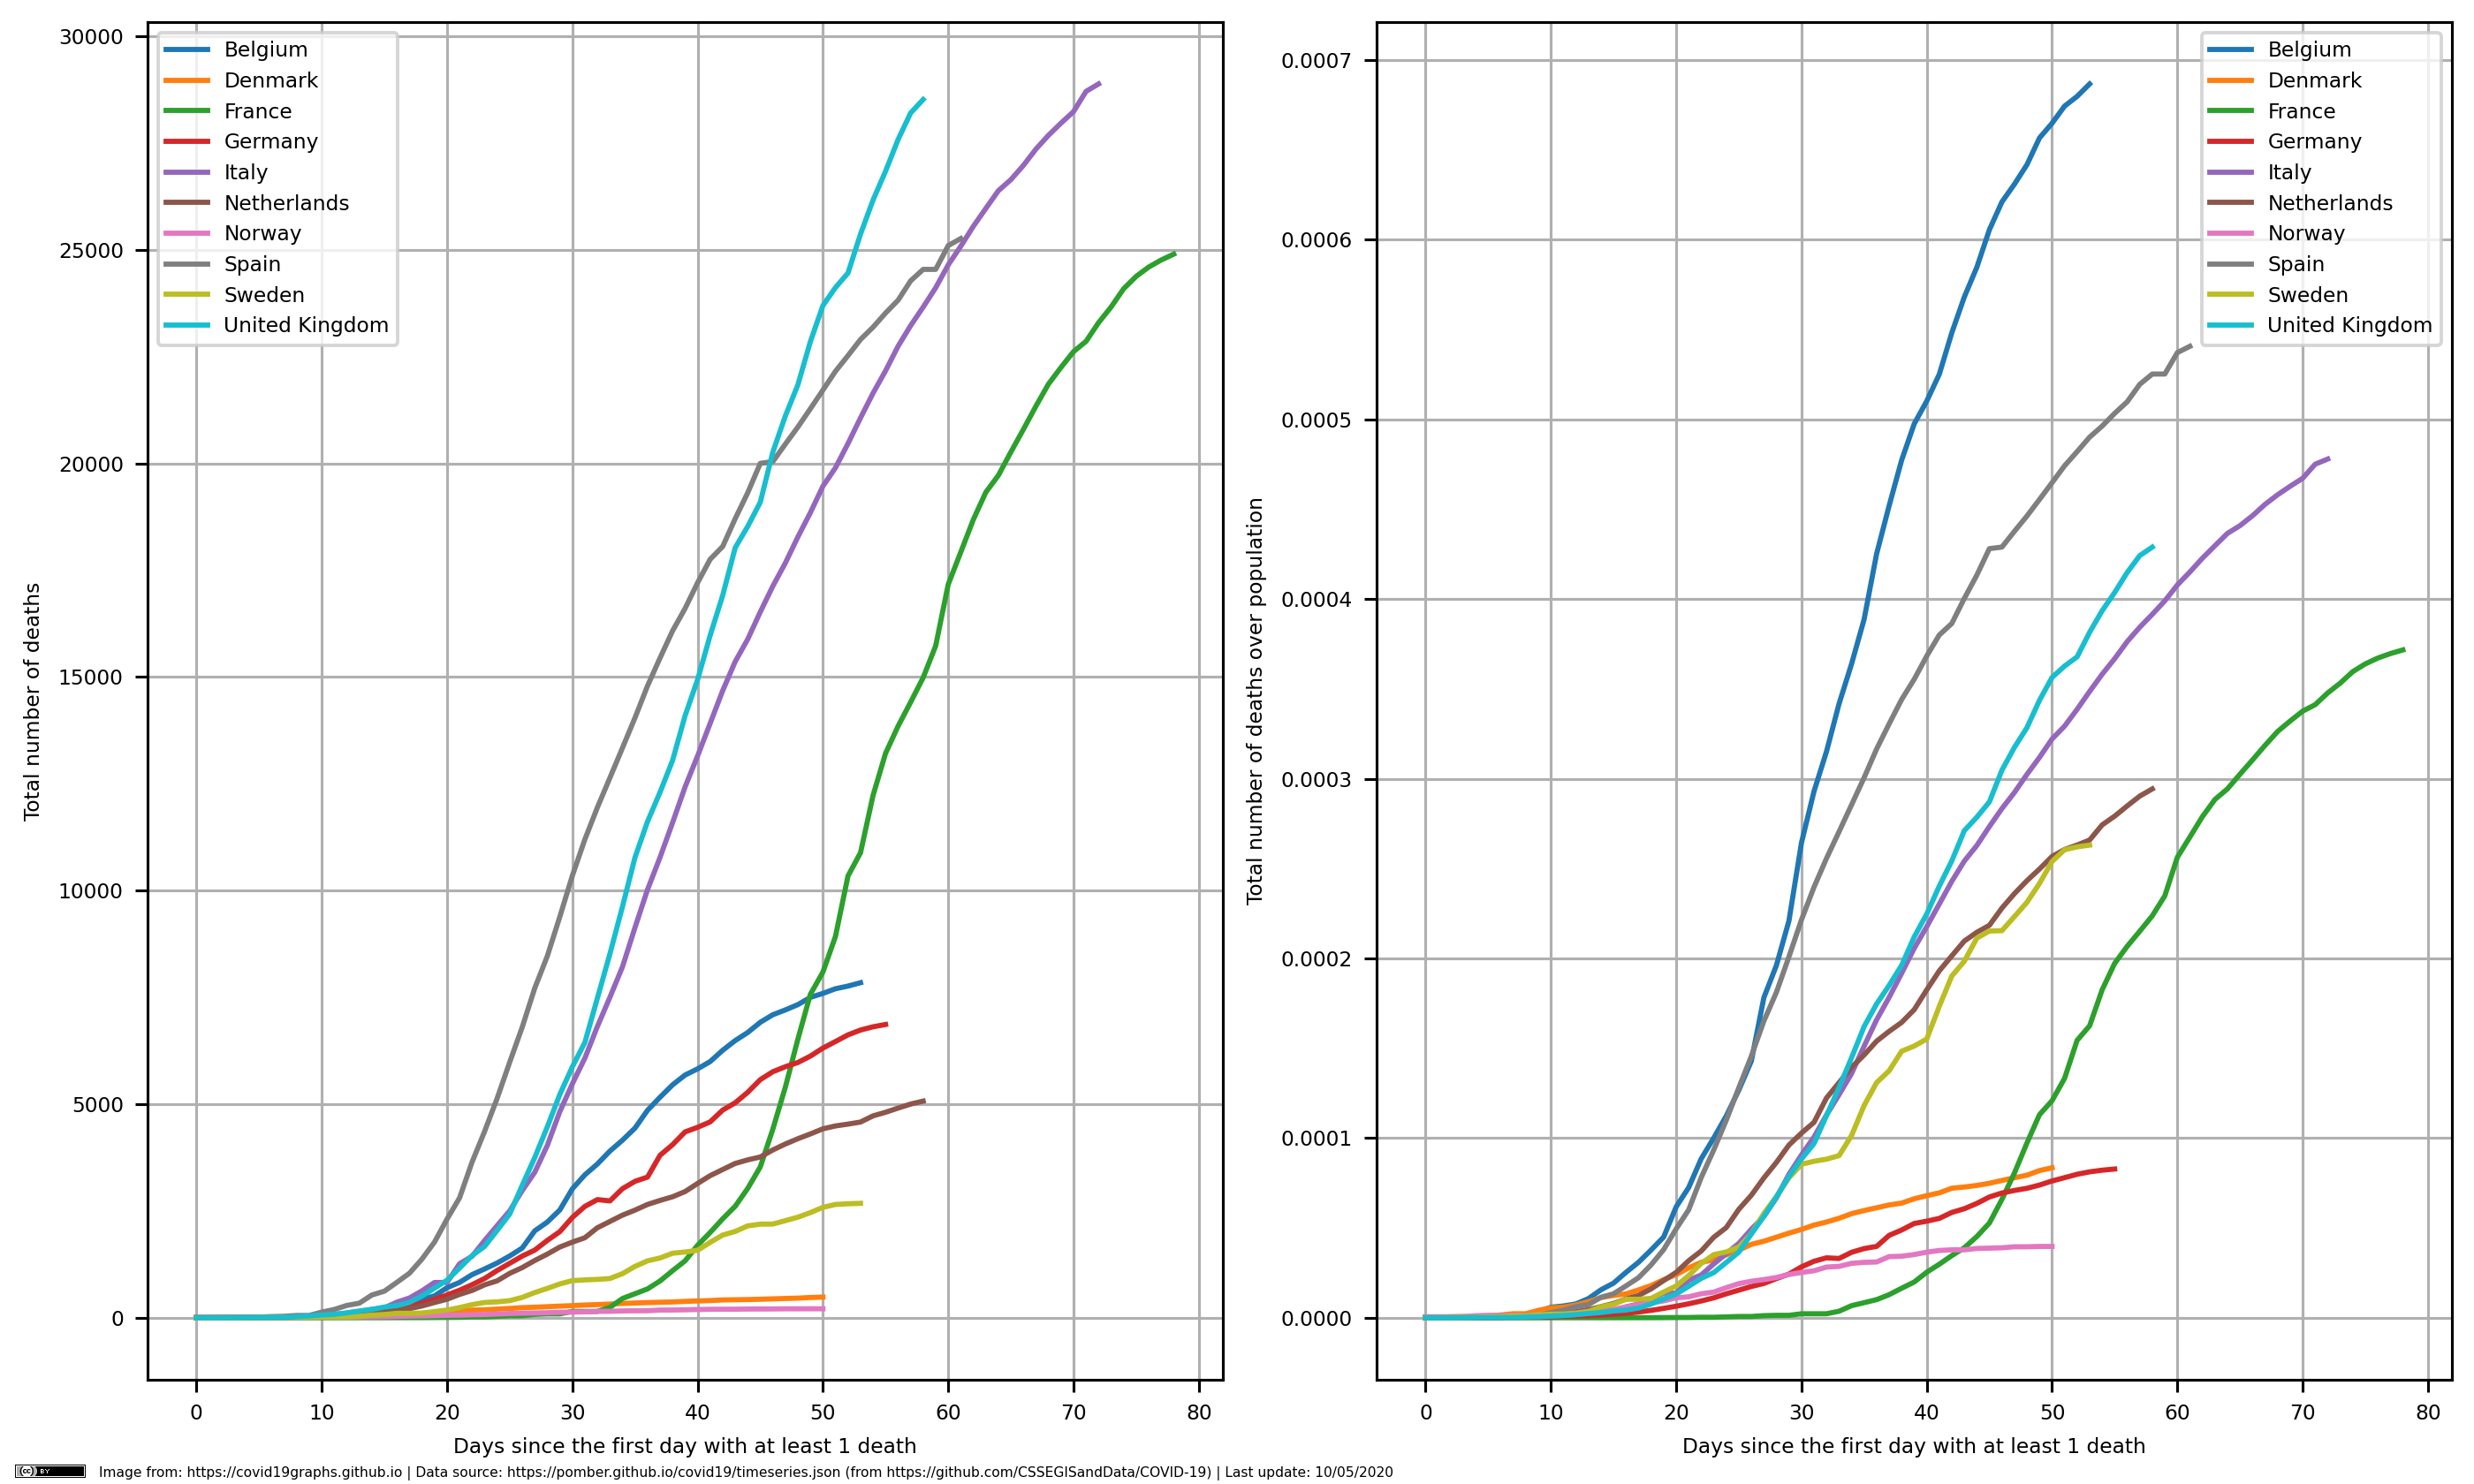 30000
25000
20000
15000
10000
5000
0
Total number of deaths
Belgium
Denmark
France
Germany
Italy
Netherlands
Norway
Spain
Sweden
United Kingdom
0 10 20 30 40 50 60 70 80
Days since the first day with at least 1 death
0.0007
0.0006
0.0005
0.0004
0.0003
0.0002
0.0001
0.0000
Total number of deaths over population
Belgium
Denmark
France
Germany
Italy
Netherlands
Norway
Spain
Sweden
United Kingdom
0 10 20 30 40 50 60 70 80
Days since the first day with at least 1 death
(cc) BY Image from: https://covid19graphs.github.io | Data source: https://pomber.github.io/covid19/timeseries.json (from https://github.com/CSSEGISandData/COVID-19) | Last update: 10/05/2020